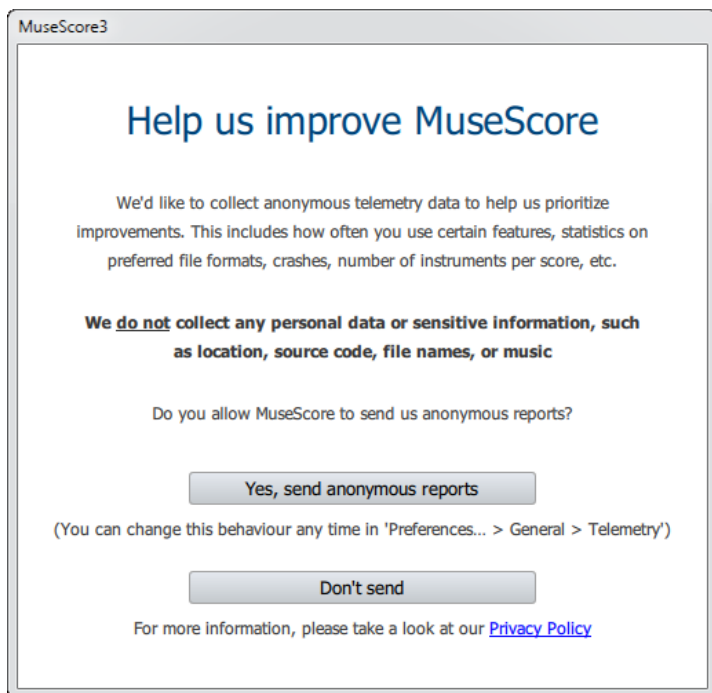 MuseScore3
Help us improve MuseScore
We'd like to collect anonymous telemetry data to help us prioritize
improvements. This includes how often you use certain features, statistics on
preferred file formats, crashes, number of instruments per score, etc.
We do not collect any personal data or sensitive information, such
as location, source code, file names, or music
Do you allow MuseScore to send us anonymous reports?
Yes, send anonymous reports
(You can change this behaviour any time in 'Preferences... > General > Telemetry')
Don't send
For more information, please take a look at our Privacy Policy